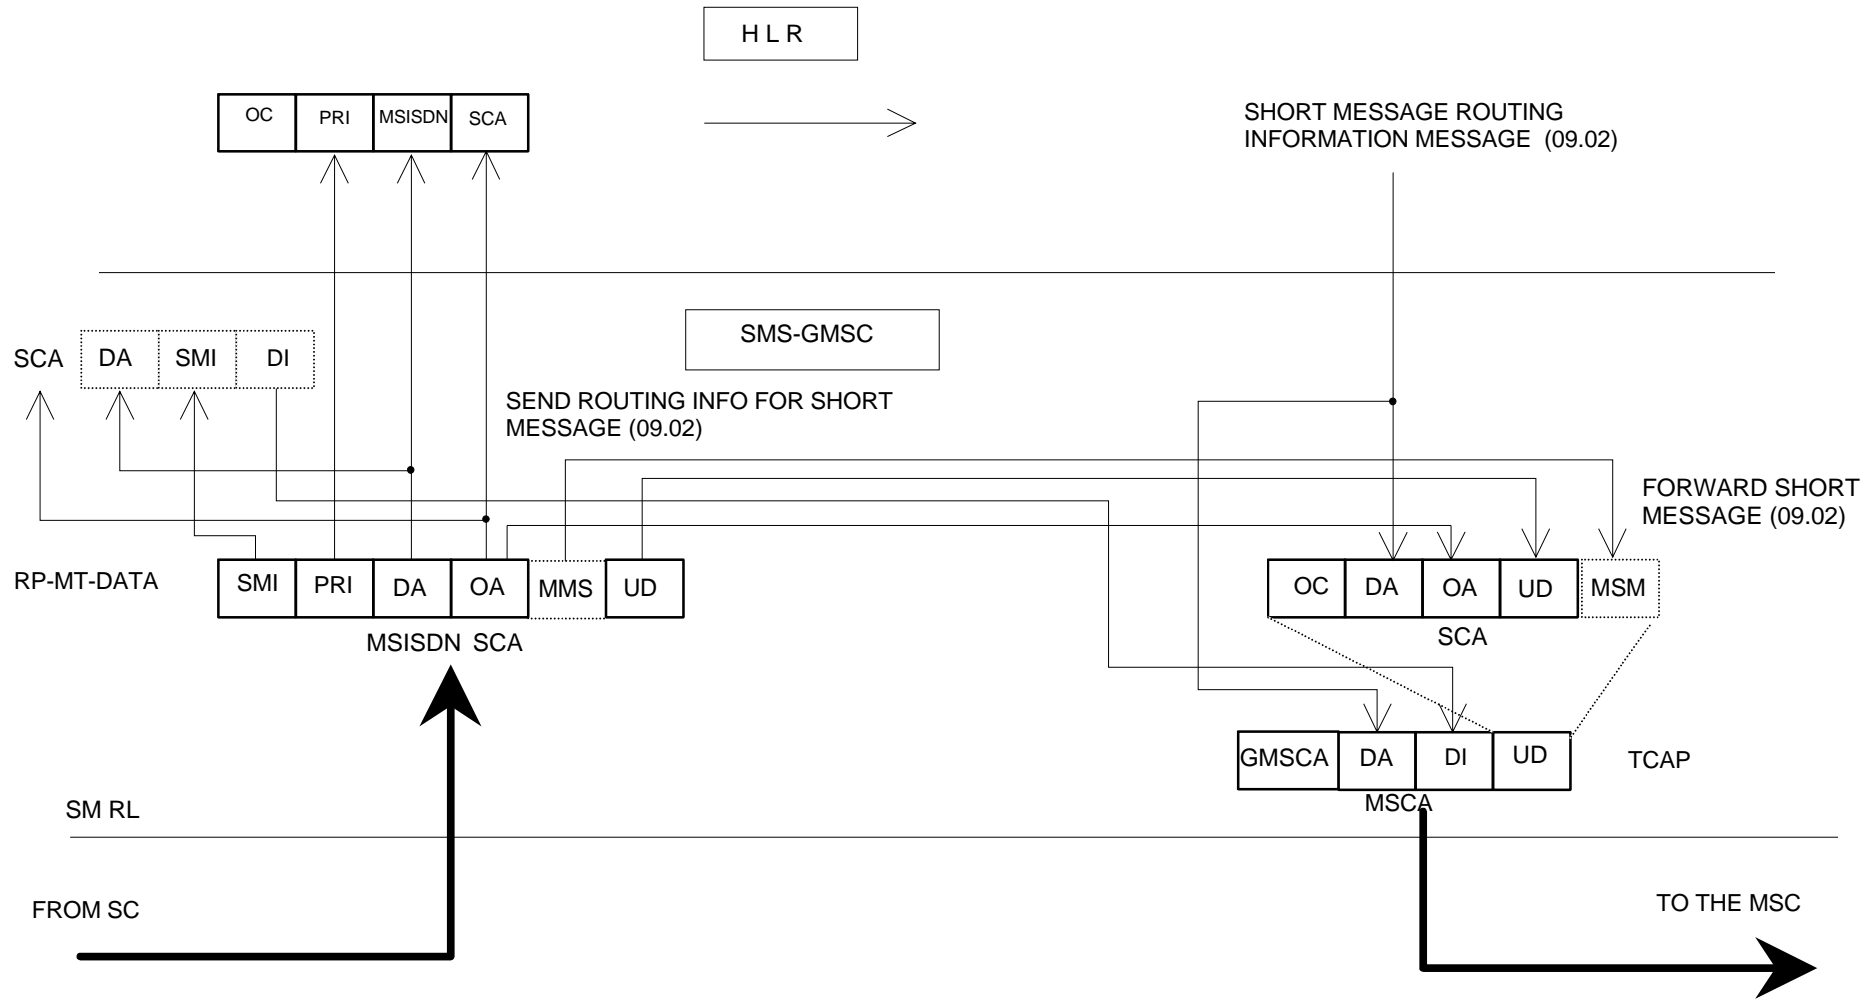 H L R
OC PRI MSISDN SCA
SHORT MESSAGE ROUTING
INFORMATION MESSAGE (09.02)
SMS-GMSC
SCA DA SMI DI
SEND ROUTING INFO FOR SHORT
MESSAGE (09.02)
FORWARD SHORT
MESSAGE (09.02)
RP-MT-DATA SMI PRI DA OA MMS UD
OC DA OA UD MSM
MSISDN SCA
SCA
GMSCA DA DI UD TCAP
MSCA
SM RL
FROM SC
TO THE MSC